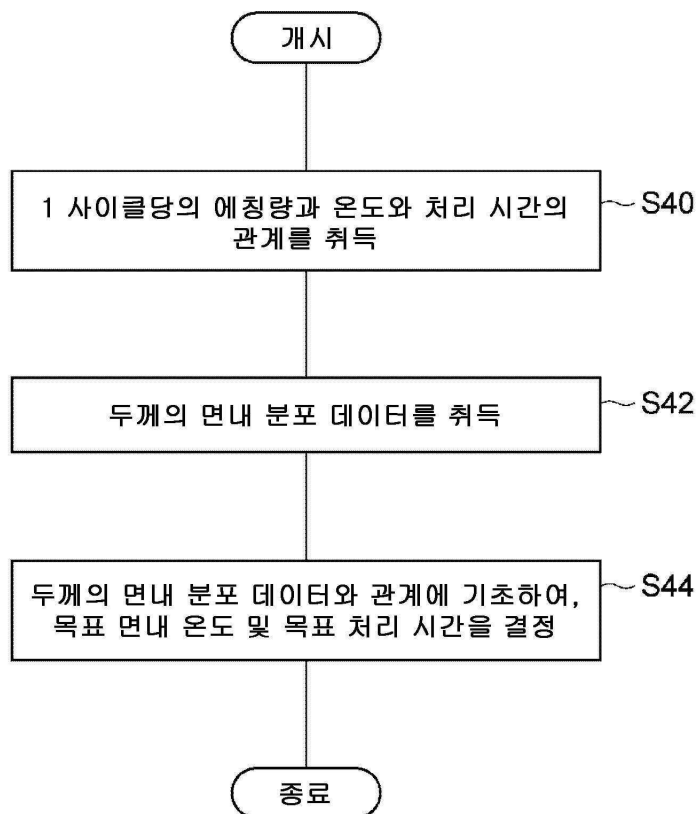 개시
1 사이클당의 에칭량과 온도와 처리 시간의
관계를 취득
S40
두께의 면내 분포 데이터를 취득
S42
두께의 면내 분포 데이터와 관계에 기초하여,
목표 면내 온도 및 목표 처리 시간을 결정
S44
종료